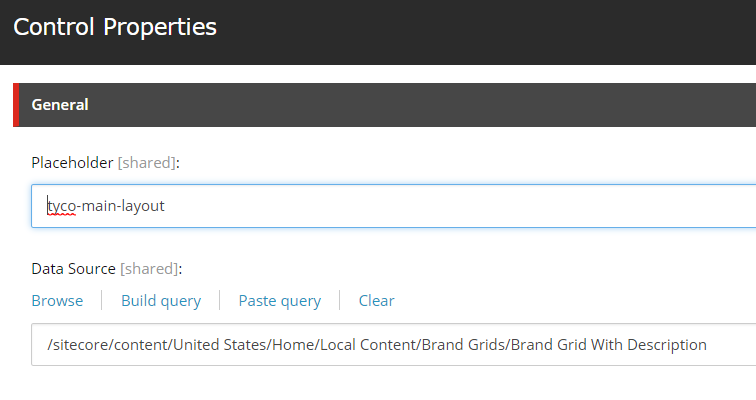 Control Properties
General
Placeholder [shared]:
tyco-main-layout
Data Source [shared]:
Browse Build query Paste query Clear
/sitecore/content/United States/Home/Local Content/Brand Grids/Brand Grid With Description